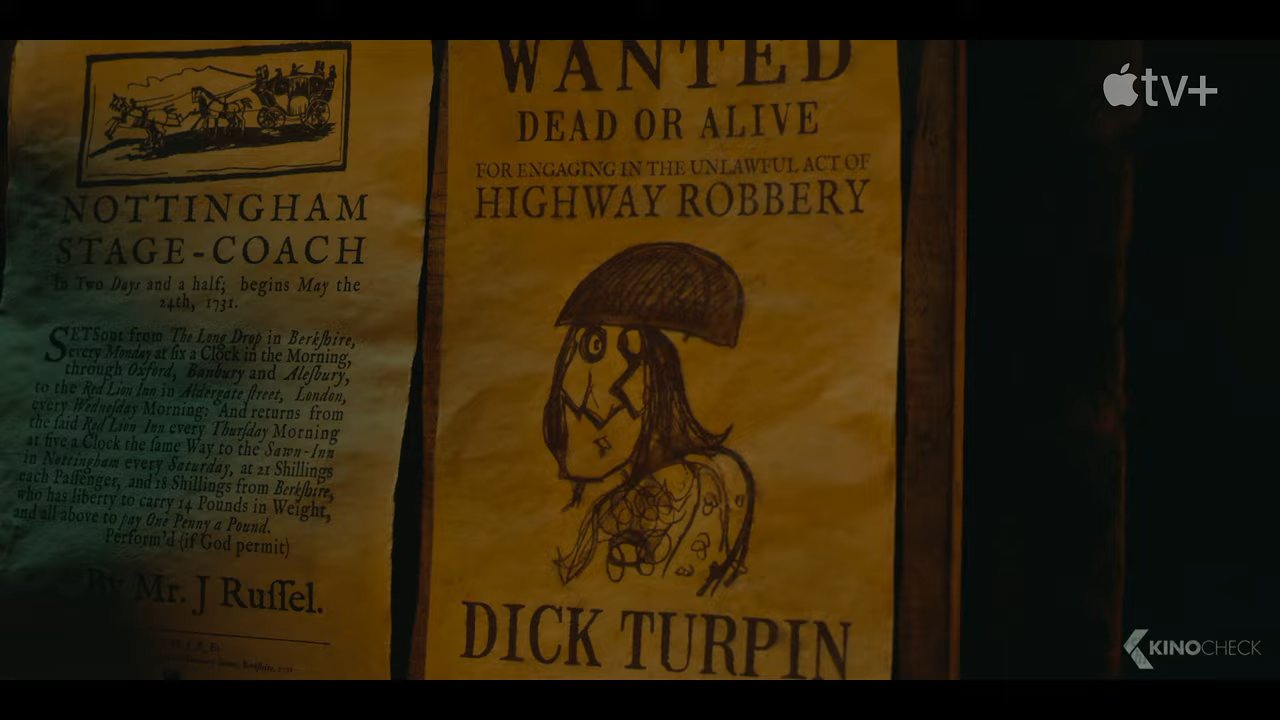 NOTTINGHAM
STAGE-COACH
In Two Days and a half; begins May the
24th, 1731.
SETSout from The Long Drop in Berkſhire,
every Monday at ſix a Clock in the Morning,
through Oxford, Banbury and Aleſbury,
to the Red Lion Inn in Aldergate ſtreet, London,
every Wedneſday Morning: And returns from
the ſaid Red Lion Inn every Thurſday Morning
at five a Clock the ſame Way to the Sawn-Inn
in Nottingham every Saturday, at 21 Shillings
each Paſſenger, and 18 Shillings from Berkſhire,
who has liberty to carry 14 Pounds in Weight,
and all above to pay One Penny a Pound.
Perform'd (if God permit)
By Mr. J Ruſſel.
WANTED
DEAD OR ALIVE
FOR ENGAGING IN THE UNLAWFUL ACT OF
HIGHWAY ROBBERY
DICK TURPIN
tv+
KINOCHECK